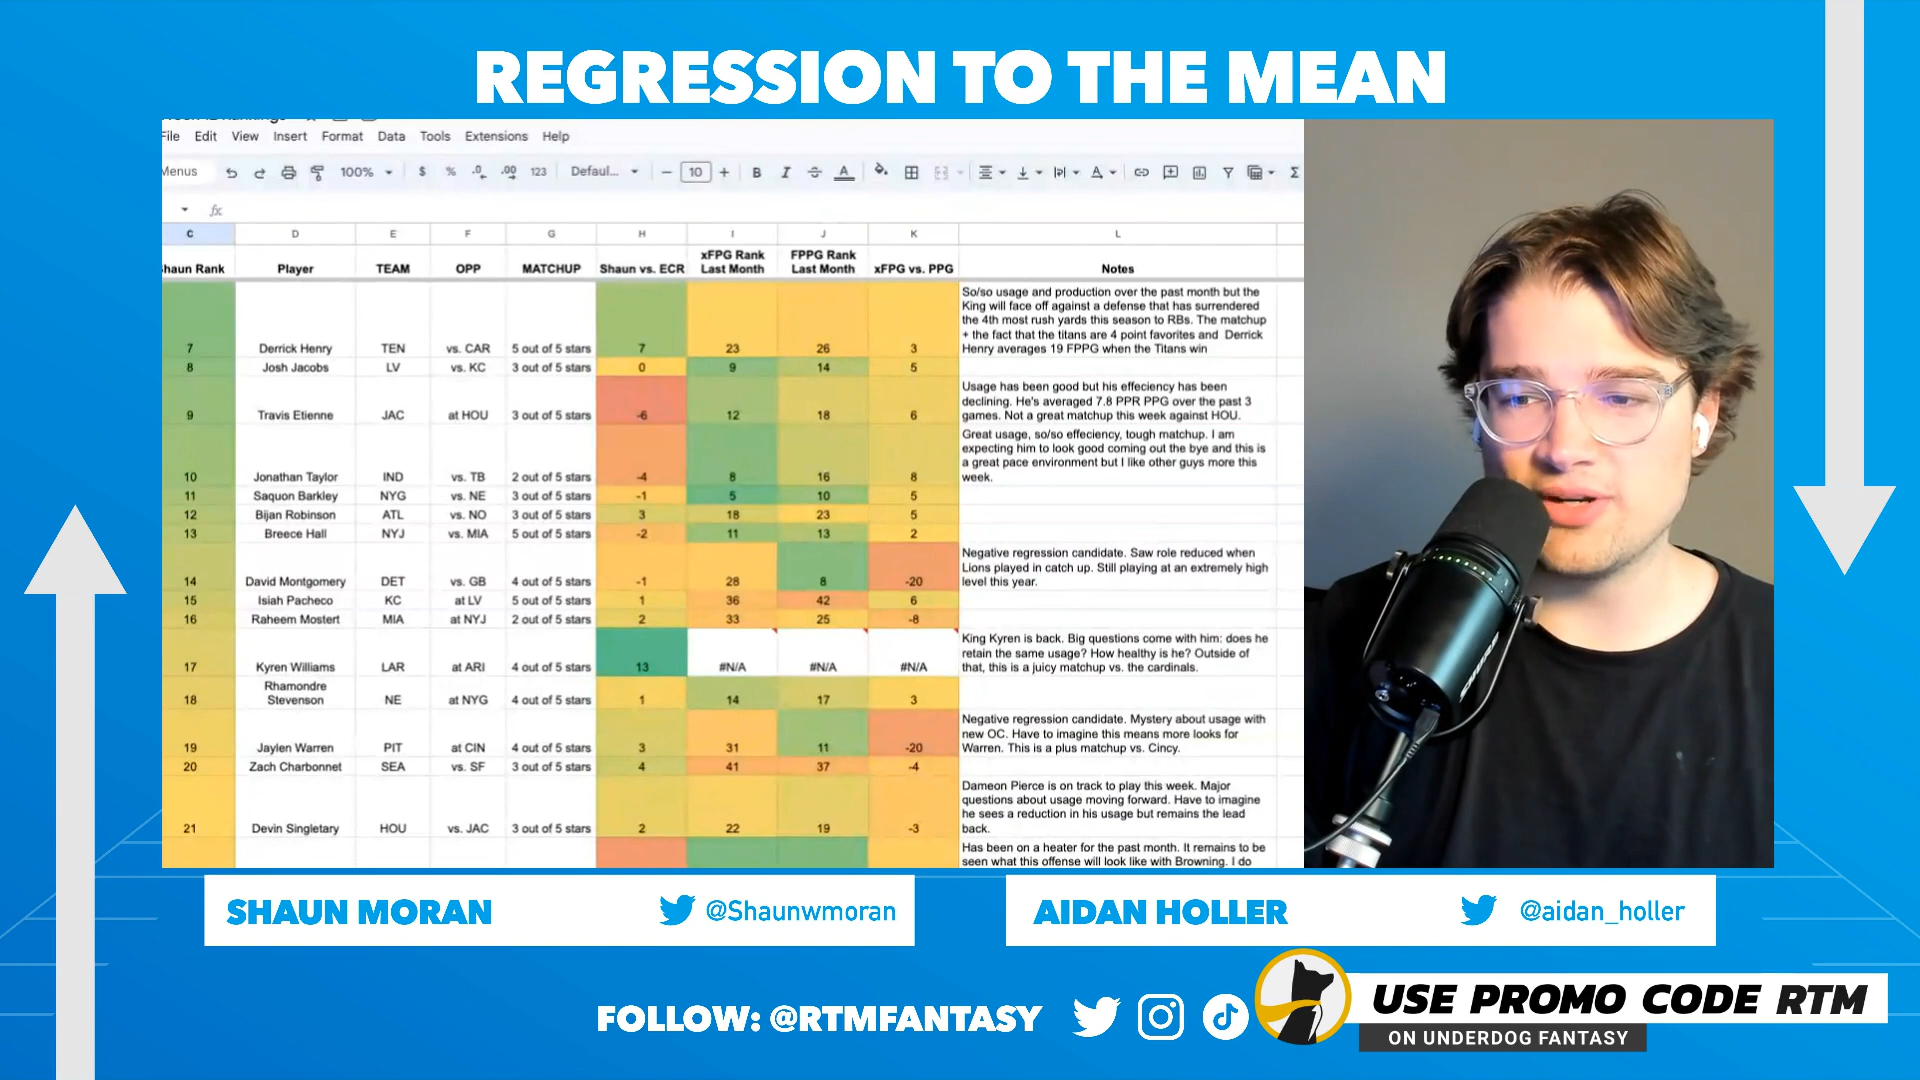 REGRESSION TO THE MEAN
File Edit View Insert Format Data Tools Extensions Help
Menus 100% $ % .0 .00 123 Defaul... − 10 + B I A A Σ
fx
C D E F G H I J K L
Shaun Rank Player TEAM OPP MATCHUP Shaun vs. ECR xFPG Rank Last Month FPPG Rank Last Month xFPG vs. PPG Notes
So/so usage and production over the past month but the
King will face off against a defense that has surrendered
the 4th most rush yards this season to RBs. The matchup
+ the fact that the titans are 4 point favorites and Derrick
7 Derrick Henry TEN vs. CAR 5 out of 5 stars 7 23 26 3 Henry averages 19 FPPG when the Titans win
8 Josh Jacobs LV vs. KC 3 out of 5 stars 0 9 14 5
Usage has been good but his effeciency has been
declining. He's averaged 7.8 PPR PPG over the past 3
9 Travis Etienne JAC at HOU 3 out of 5 stars -6 12 18 6 games. Not a great matchup this week against HOU.
Great usage, so/so effeciency, tough matchup. I am
expecting him to look good coming out the bye and this is
a great pace environment but I like other guys more this
10 Jonathan Taylor IND vs. TB 2 out of 5 stars -4 8 16 8 week.
11 Saquon Barkley NYG vs. NE 3 out of 5 stars -1 5 10 5
12 Bijan Robinson ATL vs. NO 3 out of 5 stars 3 18 23 5
13 Breece Hall NYJ vs. MIA 5 out of 5 stars -2 11 13 2
Negative regression candidate. Saw role reduced when
Lions played in catch up. Still playing at an extremely high
14 David Montgomery DET vs. GB 4 out of 5 stars -1 28 8 -20 level this year.
15 Isiah Pacheco KC at LV 5 out of 5 stars 1 36 42 6
16 Raheem Mostert MIA at NYJ 2 out of 5 stars 2 33 25 -8
King Kyren is back. Big questions come with him: does he
retain the same usage? How healthy is he? Outside of
17 Kyren Williams LAR at ARI 4 out of 5 stars 13 #N/A #N/A #N/A that, this is a juicy matchup vs. the cardinals.
18 Rhamondre Stevenson NE at NYG 4 out of 5 stars 1 14 17 3
Negative regression candidate. Mystery about usage with
new OC. Have to imagine this means more looks for
19 Jaylen Warren PIT at CIN 4 out of 5 stars 3 31 11 -20 Warren. This is a plus matchup vs. Cincy.
20 Zach Charbonnet SEA vs. SF 3 out of 5 stars 4 41 37 -4
Dameon Pierce is on track to play this week. Major
questions about usage moving forward. Have to imagine
he sees a reduction in his usage but remains the lead
21 Devin Singletary HOU vs. JAC 3 out of 5 stars 2 22 19 -3 back.
Has been on a heater for the past month. It remains to be
seen what this offense will look like with Browning. I do
SHURE
SHAUN MORAN @Shaunwmoran
AIDAN HOLLER @aidan_holler
FOLLOW: @RTMFANTASY
USE PROMO CODE RTM
ON UNDERDOG FANTASY